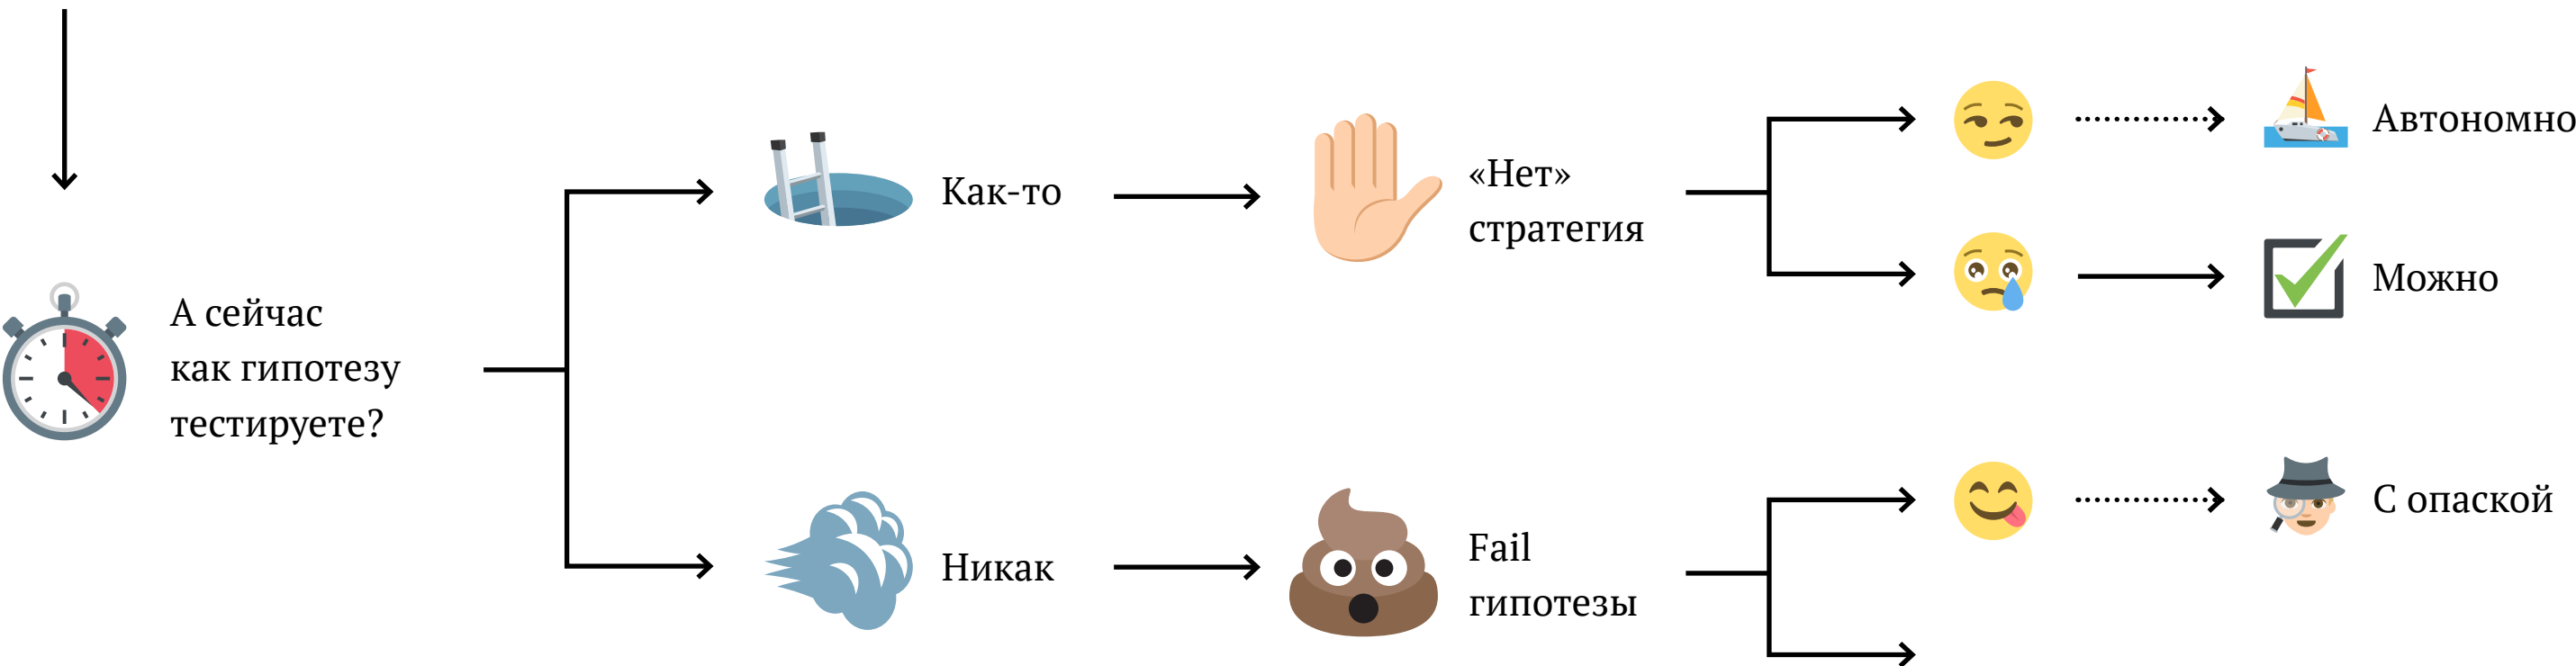 Автономно
Как-то
«Нет»
стратегия
Можно
А сейчас
как гипотезу
тестируете?
С опаской
Никак
Fail
гипотезы